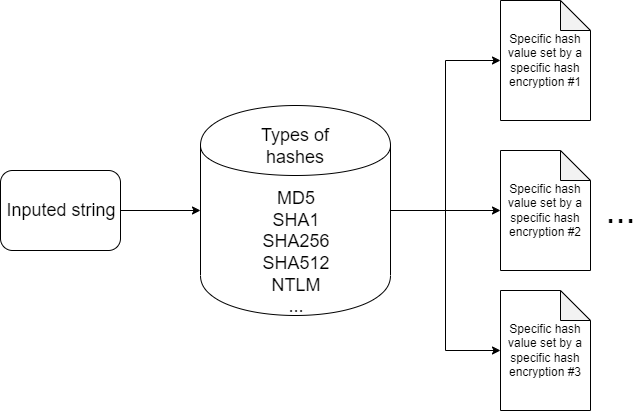 Inputed string
Types of
hashes
MD5
SHA1
SHA256
SHA512
NTLM
...
Specific hash
value set by a
specific hash
encryption #1
Specific hash
value set by a
specific hash
encryption #2
...
Specific hash
value set by a
specific hash
encryption #3